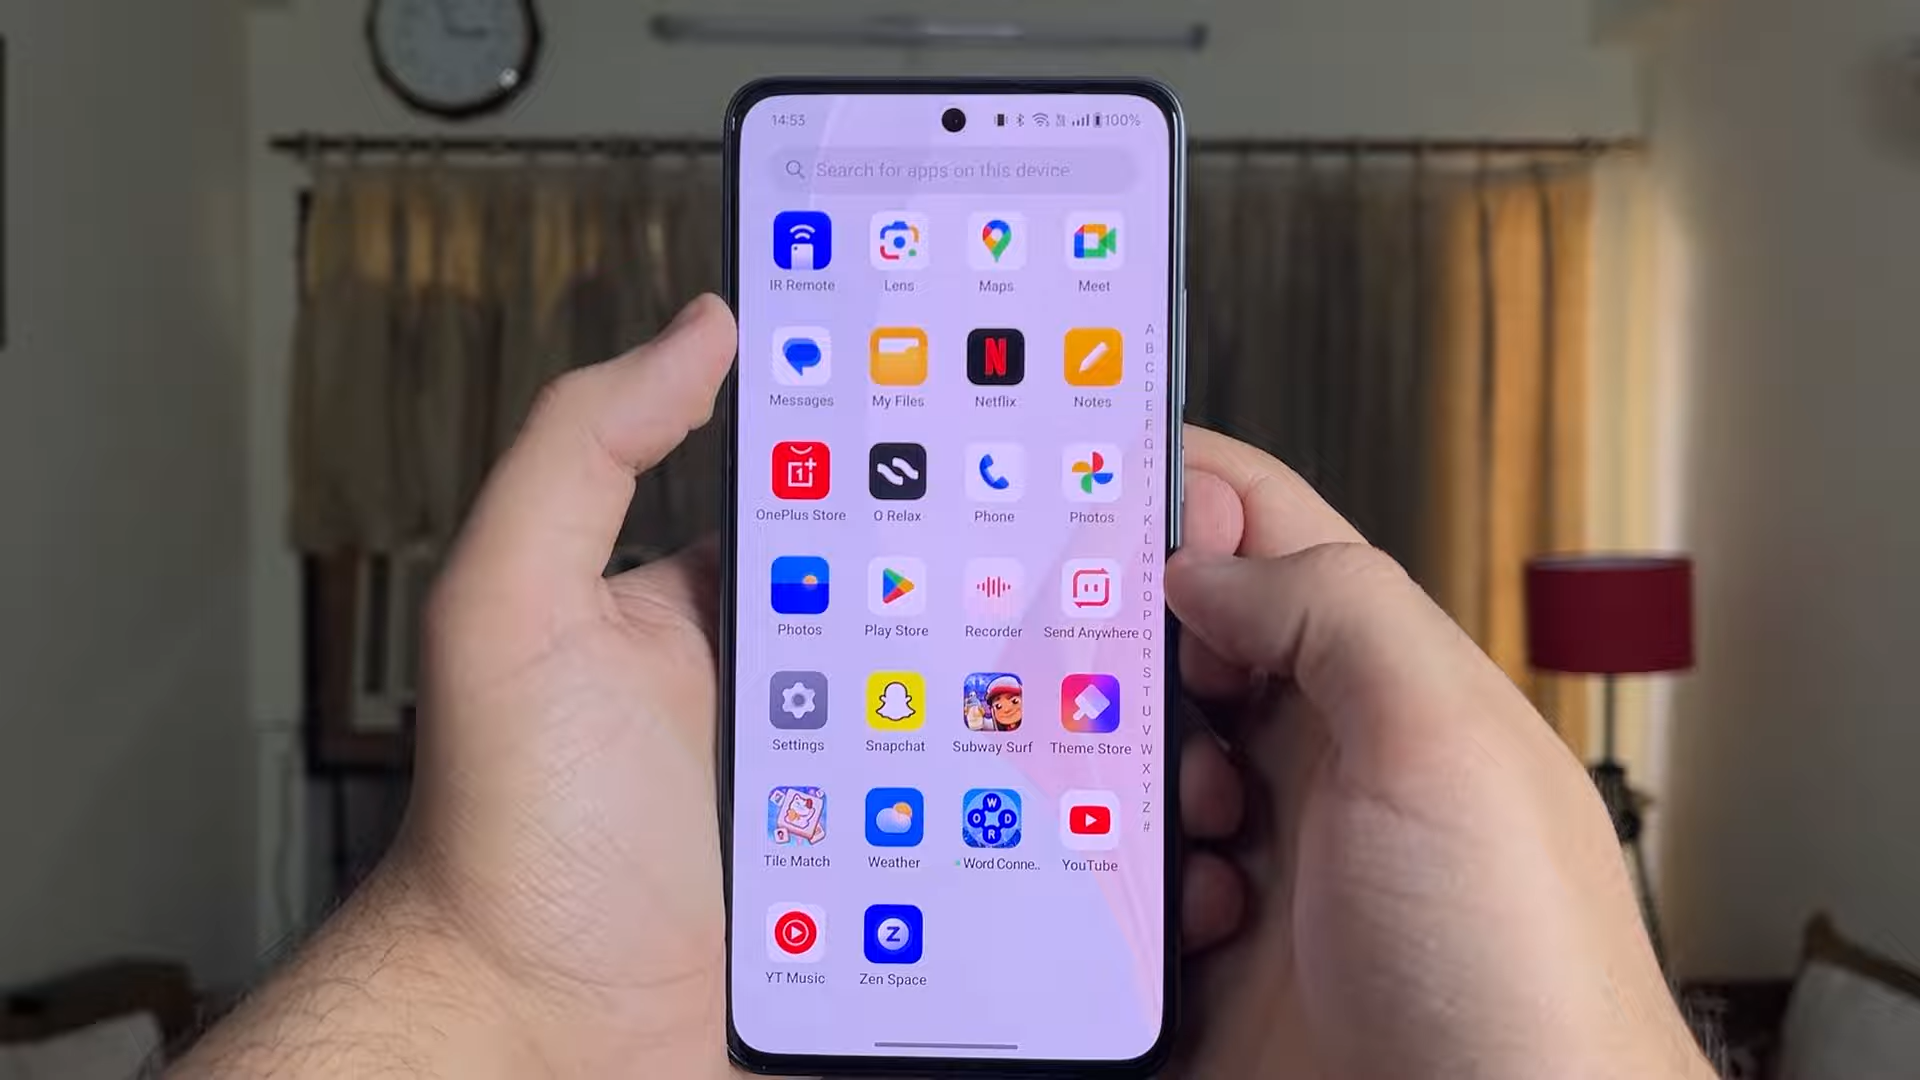 14:53 100%
Search for apps on this device
IR Remote Lens Maps Meet
Messages My Files Netflix Notes
OnePlus Store O Relax Phone Photos
Photos Play Store Recorder Send Anywhere
Settings Snapchat Subway Surf Theme Store
W
O D
R
Tile Match Weather Word Conne.. YouTube
Z
YT Music Zen Space
A
B
C
D
E
F
G
H
I
J
K
L
M
N
O
P
Q
R
S
T
U
V
W
X
Y
Z
#